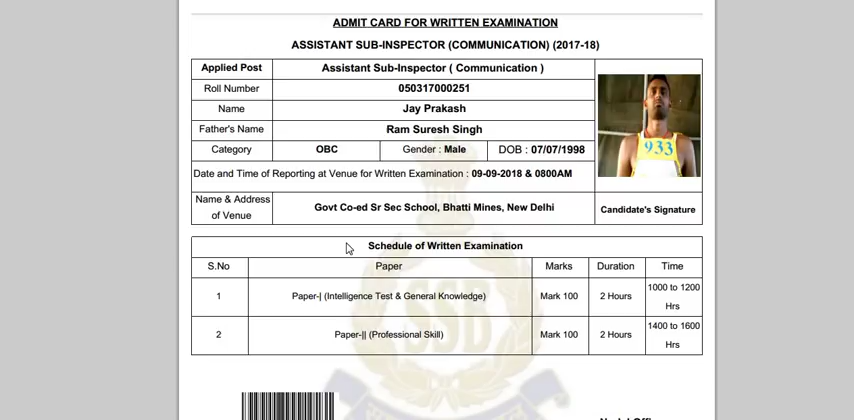 ADMIT CARD FOR WRITTEN EXAMINATION
ASSISTANT SUB-INSPECTOR (COMMUNICATION) (2017-18)
Applied Post Assistant Sub-Inspector ( Communication )
Roll Number 050317000251
Name Jay Prakash
Father's Name Ram Suresh Singh
Category OBC Gender : Male DOB : 07/07/1998
933
Date and Time of Reporting at Venue for Written Examination : 09-09-2018 & 0800AM
Name & Address
of Venue
Govt Co-ed Sr Sec School, Bhatti Mines, New Delhi
Candidate's Signature
Schedule of Written Examination
S.No Paper Marks Duration Time
1 Paper-| (Intelligence Test & General Knowledge) Mark 100 2 Hours 1000 to 1200
Hrs
2 Paper-|| (Professional Skill) Mark 100 2 Hours 1400 to 1600
Hrs
SSB